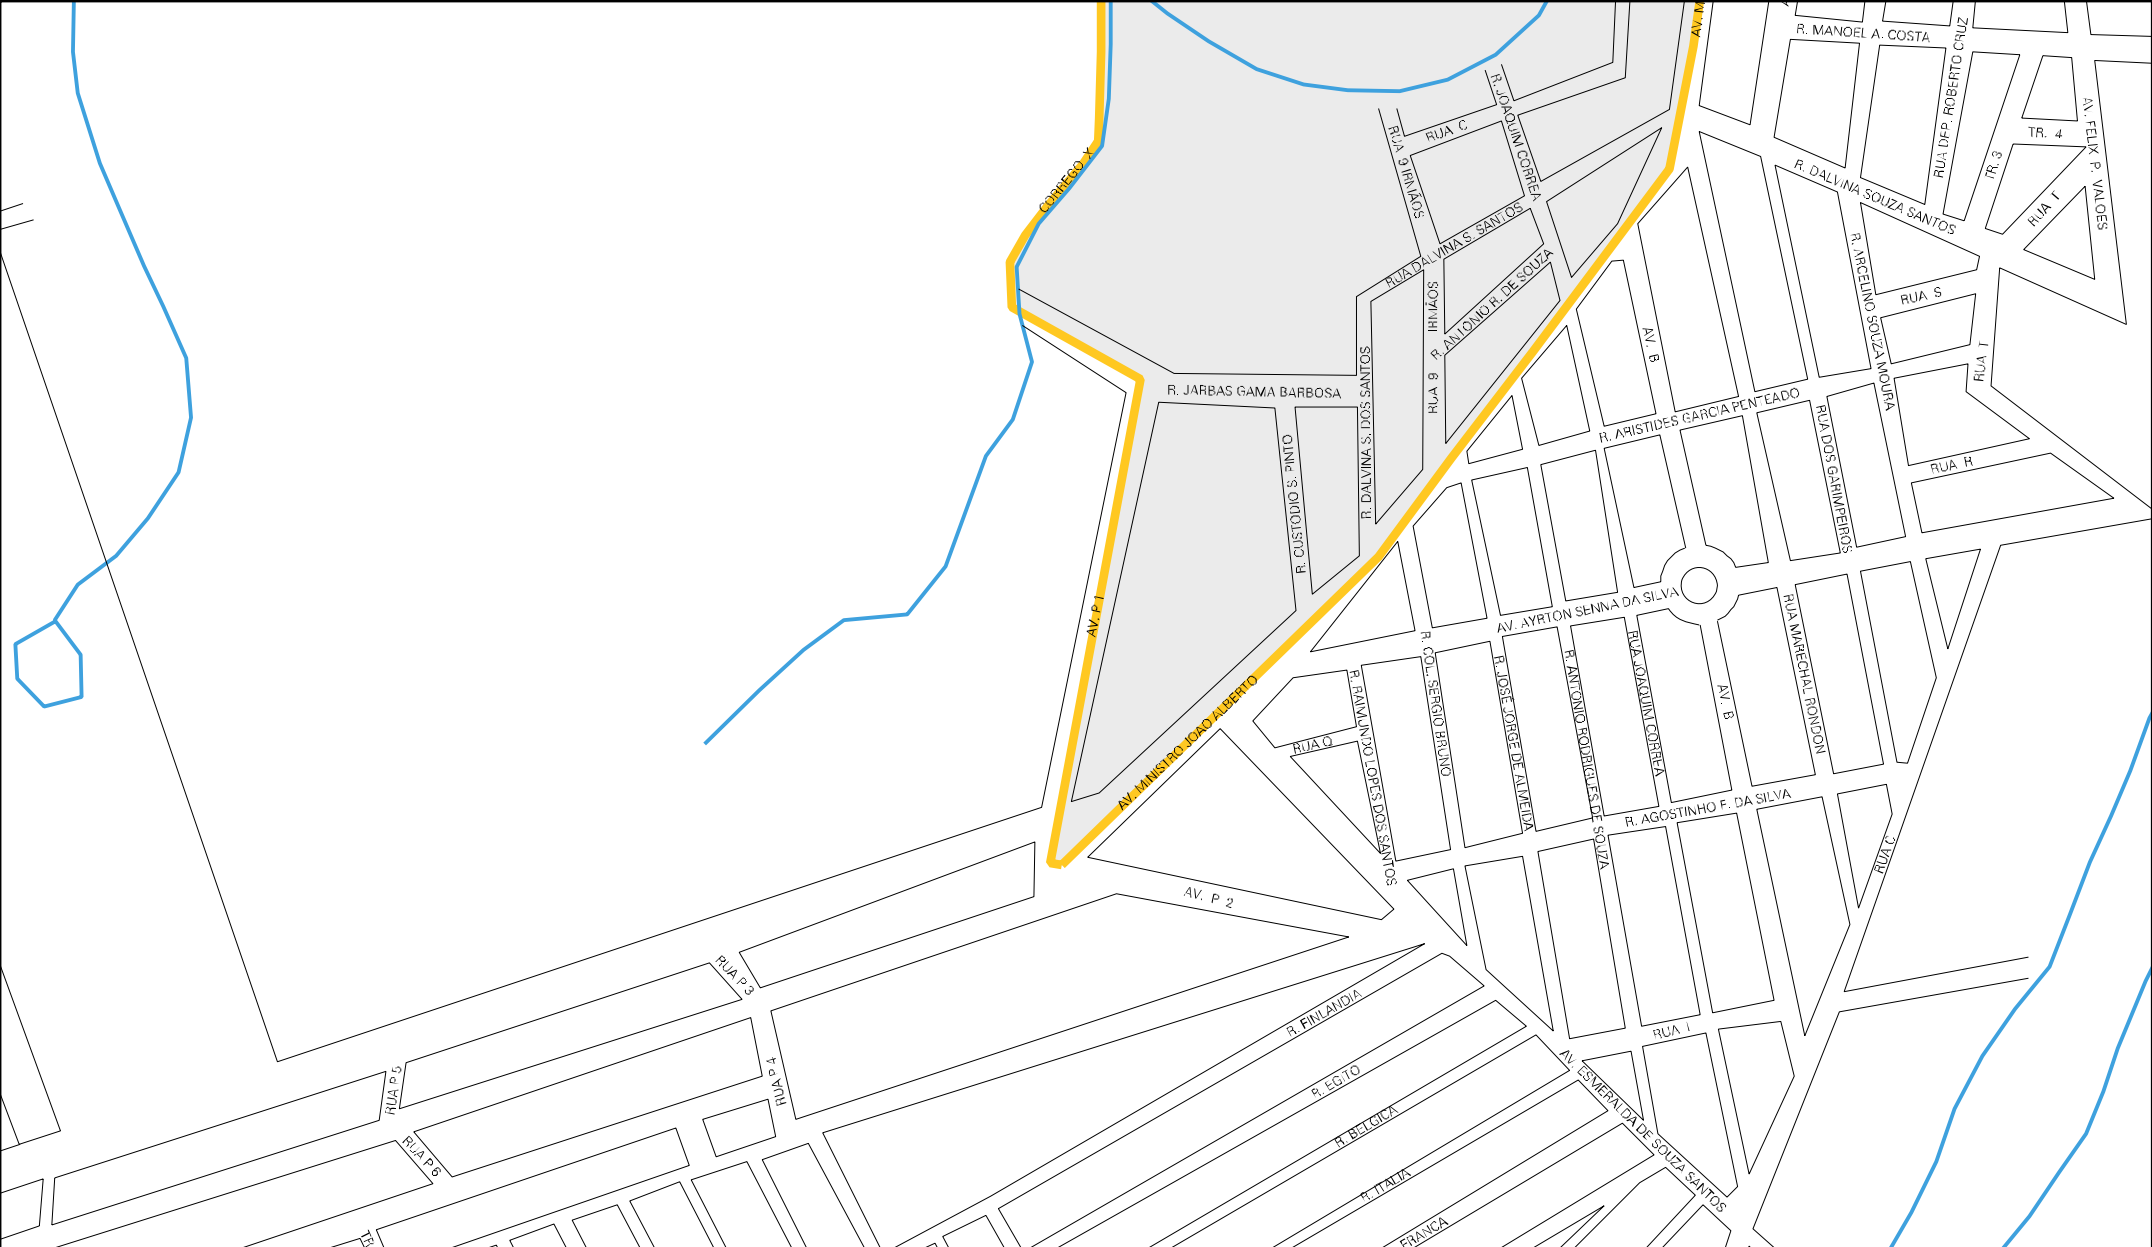 AV. M
R. MANOEL A. COSTA
RUA DEP. ROBERTO CRUZ
AV. FELIX P. VALOES
TR. 4
TR. 3
RUA T
R. DALVINA SOUZA SANTOS
R. JOAQUIM CORREA
RUA C
RUA 9 IRMÃOS
CORREGO X
RUA DALVINA S. SANTOS
R. ANTONIO R. DE SOUZA
RUA 9 IRMÃOS
R. ARCELINO SOUZA MOURA
RUA S
RUA T
AV. B
R. JARBAS GAMA BARBOSA
R. DALVINA S. DOS SANTOS
R. CUSTODIO S. PINTO
R. ARISTIDES GARCIA PENTEADO
RUA DOS GARIMPEIROS
RUA R
AV. P 1
AV. AYRTON SENNA DA SILVA
RUA MARECHAL RONDON
R. COL. SERGIO BRUNO
R. JOSE JORGE DE ALMEIDA
R. ANTONIO RODRIGUES DE SOUZA
RUA JOAQUIM CORREA
AV. B
R. RAIMUNDO LOPES DOS SANTOS
RUA Q
AV. MINISTRO JOAO ALBERTO
R. AGOSTINHO F. DA SILVA
RUA C
AV. P 2
RUA P 3
R. FINLANDIA
RUA I
R. EGITO
AV. ESMERALDA DE SOUZA SANTOS
RUA P 4
RUA P 5
R. BELGICA
RUA P 6
R. ITALIA
FRANCA